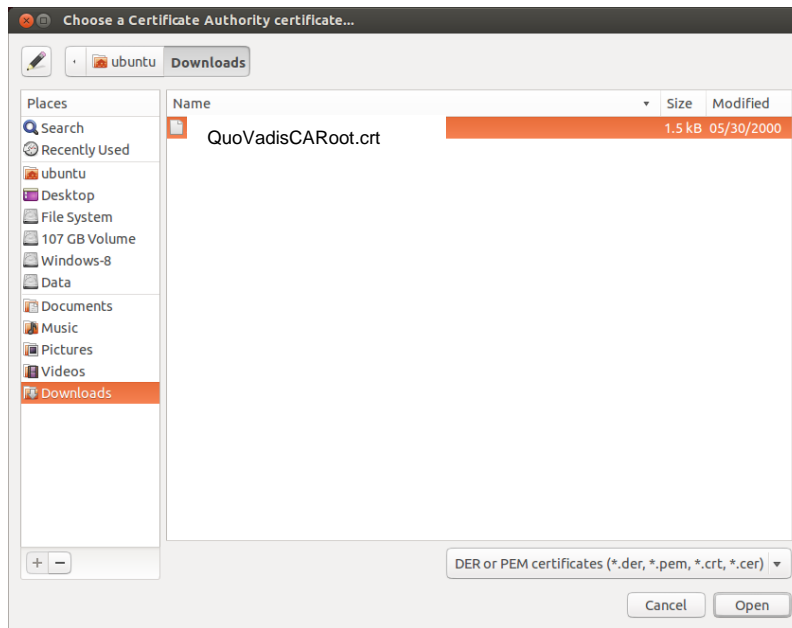 Choose a Certificate Authority certificate...
ubuntu Downloads
Places
Search
Recently Used
ubuntu
Desktop
File System
107 GB Volume
Windows-8
Data
Documents
Music
Pictures
Videos
Downloads
Name Size Modified
QuoVadisCARoot.crt 1.5 kB 05/30/2000
+ −
DER or PEM certificates (*.der, *.pem, *.crt, *.cer)
Cancel Open